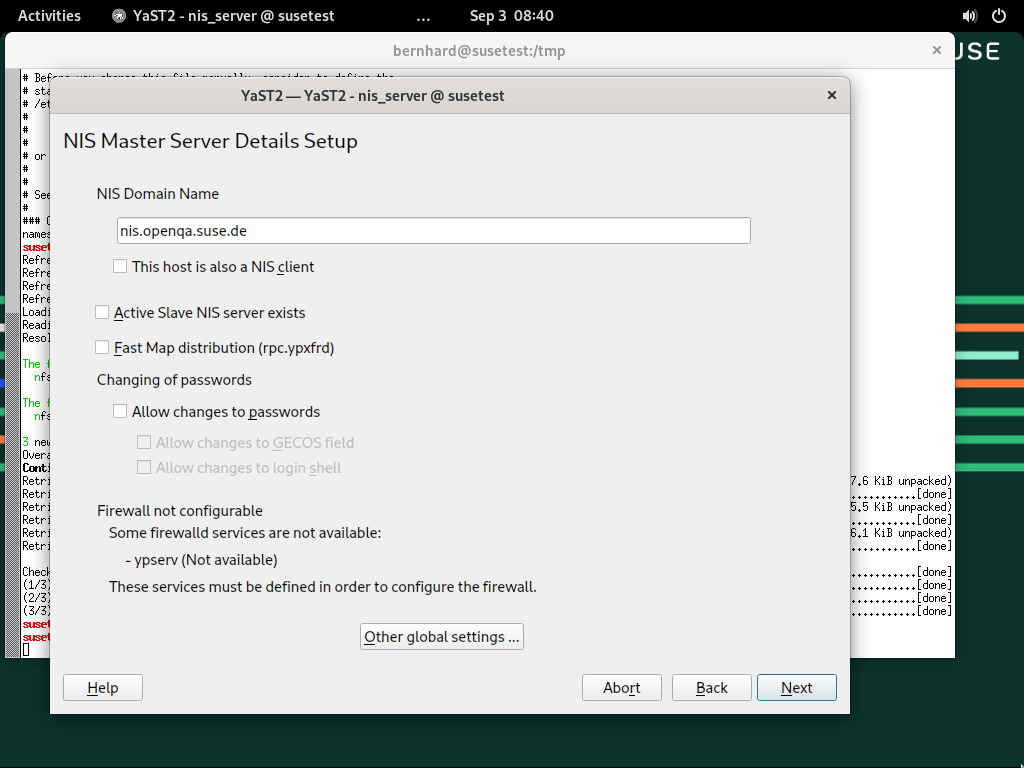 Activities YaST2 - nis_server @ susetest ... Sep 3 08:40
bernhard@susetest:/tmp
USE
# Before you change this file manually, consider to define the
# sta
# /et
#
#
#
# or
#
#
# See
#
### 
names
suset
Refre
Refre
Refre
Refre
Loadi
Readi
Resol
The f
nfs
The f
nfs
3 new
Overa
Conti
Retri
Retri
Retri
Retri
Retri
Retri
Check
(1/3)
(2/3)
(3/3)
suset
suset
7.6 KiB unpacked)
...........[done]
5.5 KiB unpacked)
...........[done]
6.1 KiB unpacked)
...........[done]
...........[done]
...........[done]
...........[done]
...........[done]
YaST2 — YaST2 - nis_server @ susetest
NIS Master Server Details Setup
NIS Domain Name
nis.openqa.suse.de
This host is also a NIS client
Active Slave NIS server exists
Fast Map distribution (rpc.ypxfrd)
Changing of passwords
Allow changes to passwords
Allow changes to GECOS field
Allow changes to login shell
Firewall not configurable
Some firewalld services are not available:
- ypserv (Not available)
These services must be defined in order to configure the firewall.
Other global settings ...
Help Abort Back Next